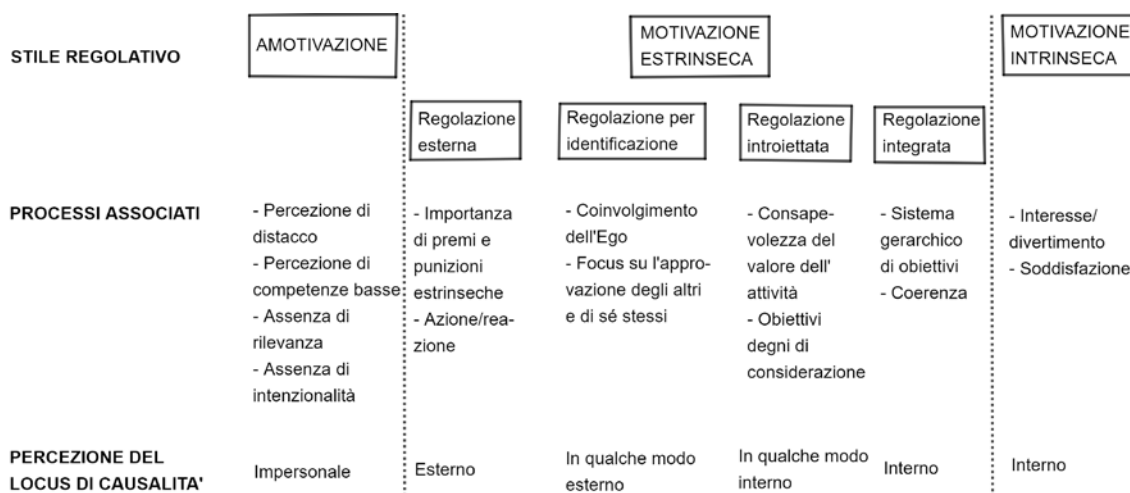 STILE REGOLATIVO
AMOTIVAZIONE
MOTIVAZIONE
ESTRINSECA
MOTIVAZIONE
INTRINSECA
Regolazione
esterna
Regolazione per
identificazione
Regolazione
introiettata
Regolazione
integrata
PROCESSI ASSOCIATI
- Percezione di
distacco
- Percezione di
competenze basse
- Assenza di
rilevanza
- Assenza di
intenzionalità
- Importanza
di premi e
punizioni
estrinseche
- Azione/rea-
zione
- Coinvolgimento
dell'Ego
- Focus su l'appro-
vazione degli altri
e di sé stessi
- Consape-
volezza del
valore dell'
attività
- Obiettivi
degni di
considerazione
- Sistema
gerarchico
di obiettivi
- Coerenza
- Interesse/
divertimento
- Soddisfazione
PERCEZIONE DEL
LOCUS DI CAUSALITA'
Impersonale
Esterno
In qualche modo
esterno
In qualche modo
interno
Interno
Interno